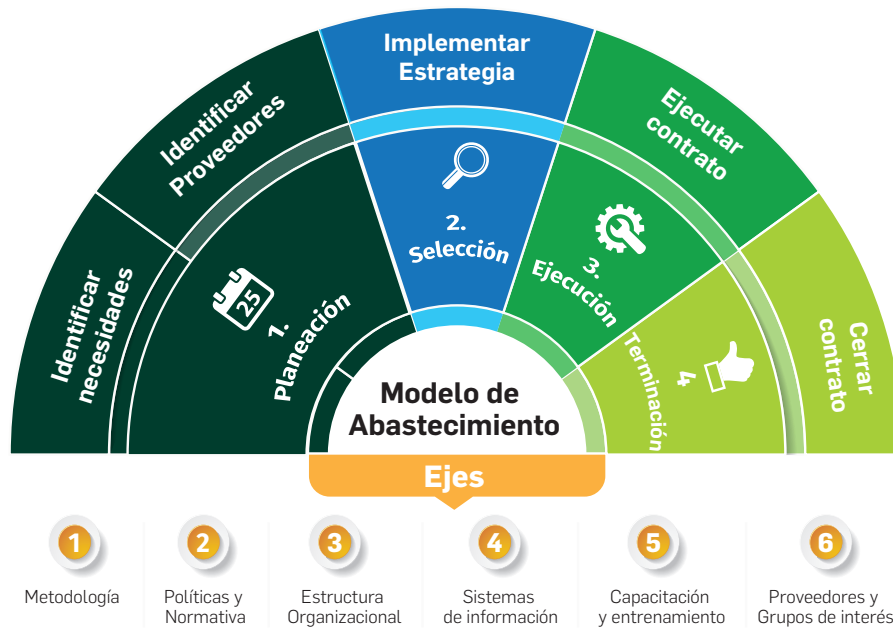 Identificar
necesidades
Identificar
Proveedores
Implementar
Estrategia
Ejecutar
contrato
Cerrar
contrato
25
1.
Planeación
2.
Selección
3.
Ejecución
4
Terminación
Modelo de
Abastecimiento
Ejes
1
Metodología
2
Políticas y
Normativa
3
Estructura
Organizacional
4
Sistemas
de información
5
Capacitación
y entrenamiento
6
Proveedores y
Grupos de interés